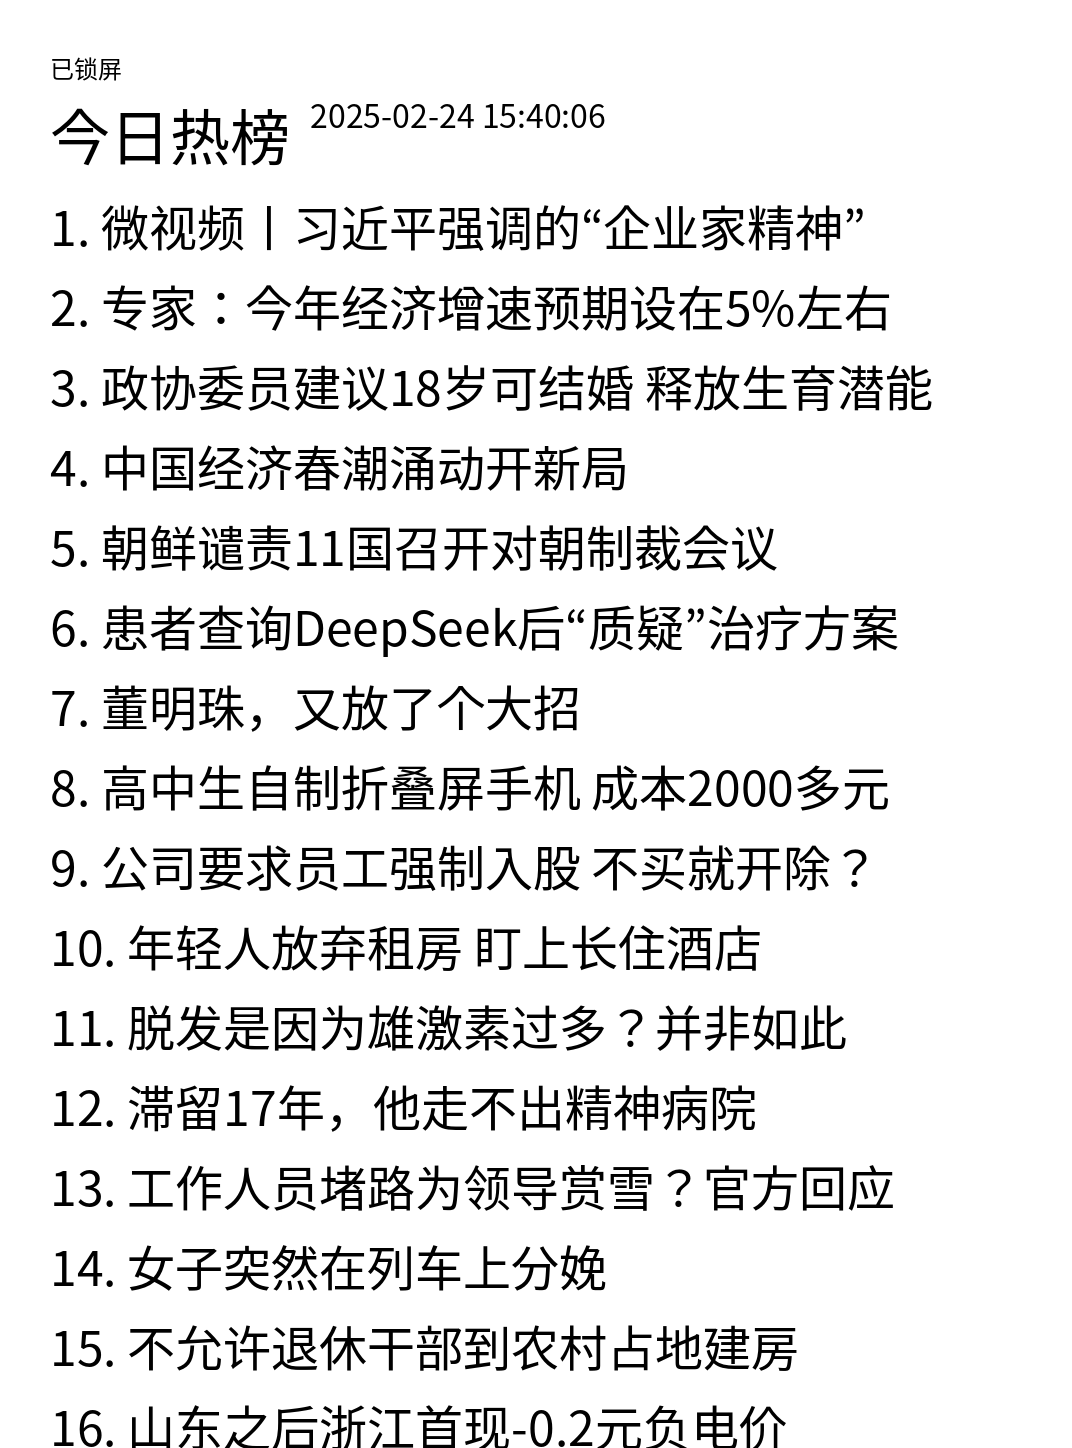 已锁屏
今日热榜 2025-02-24 15:40:06
1. 微视频丨习近平强调的“企业家精神”
2. 专家：今年经济增速预期设在5%左右
3. 政协委员建议18岁可结婚 释放生育潜能
4. 中国经济春潮涌动开新局
5. 朝鲜谴责11国召开对朝制裁会议
6. 患者查询DeepSeek后“质疑”治疗方案
7. 董明珠，又放了个大招
8. 高中生自制折叠屏手机 成本2000多元
9. 公司要求员工强制入股 不买就开除？
10. 年轻人放弃租房 盯上长住酒店
11. 脱发是因为雄激素过多？并非如此
12. 滞留17年，他走不出精神病院
13. 工作人员堵路为领导赏雪？官方回应
14. 女子突然在列车上分娩
15. 不允许退休干部到农村占地建房
16. 山东之后浙江首现-0.2元负电价